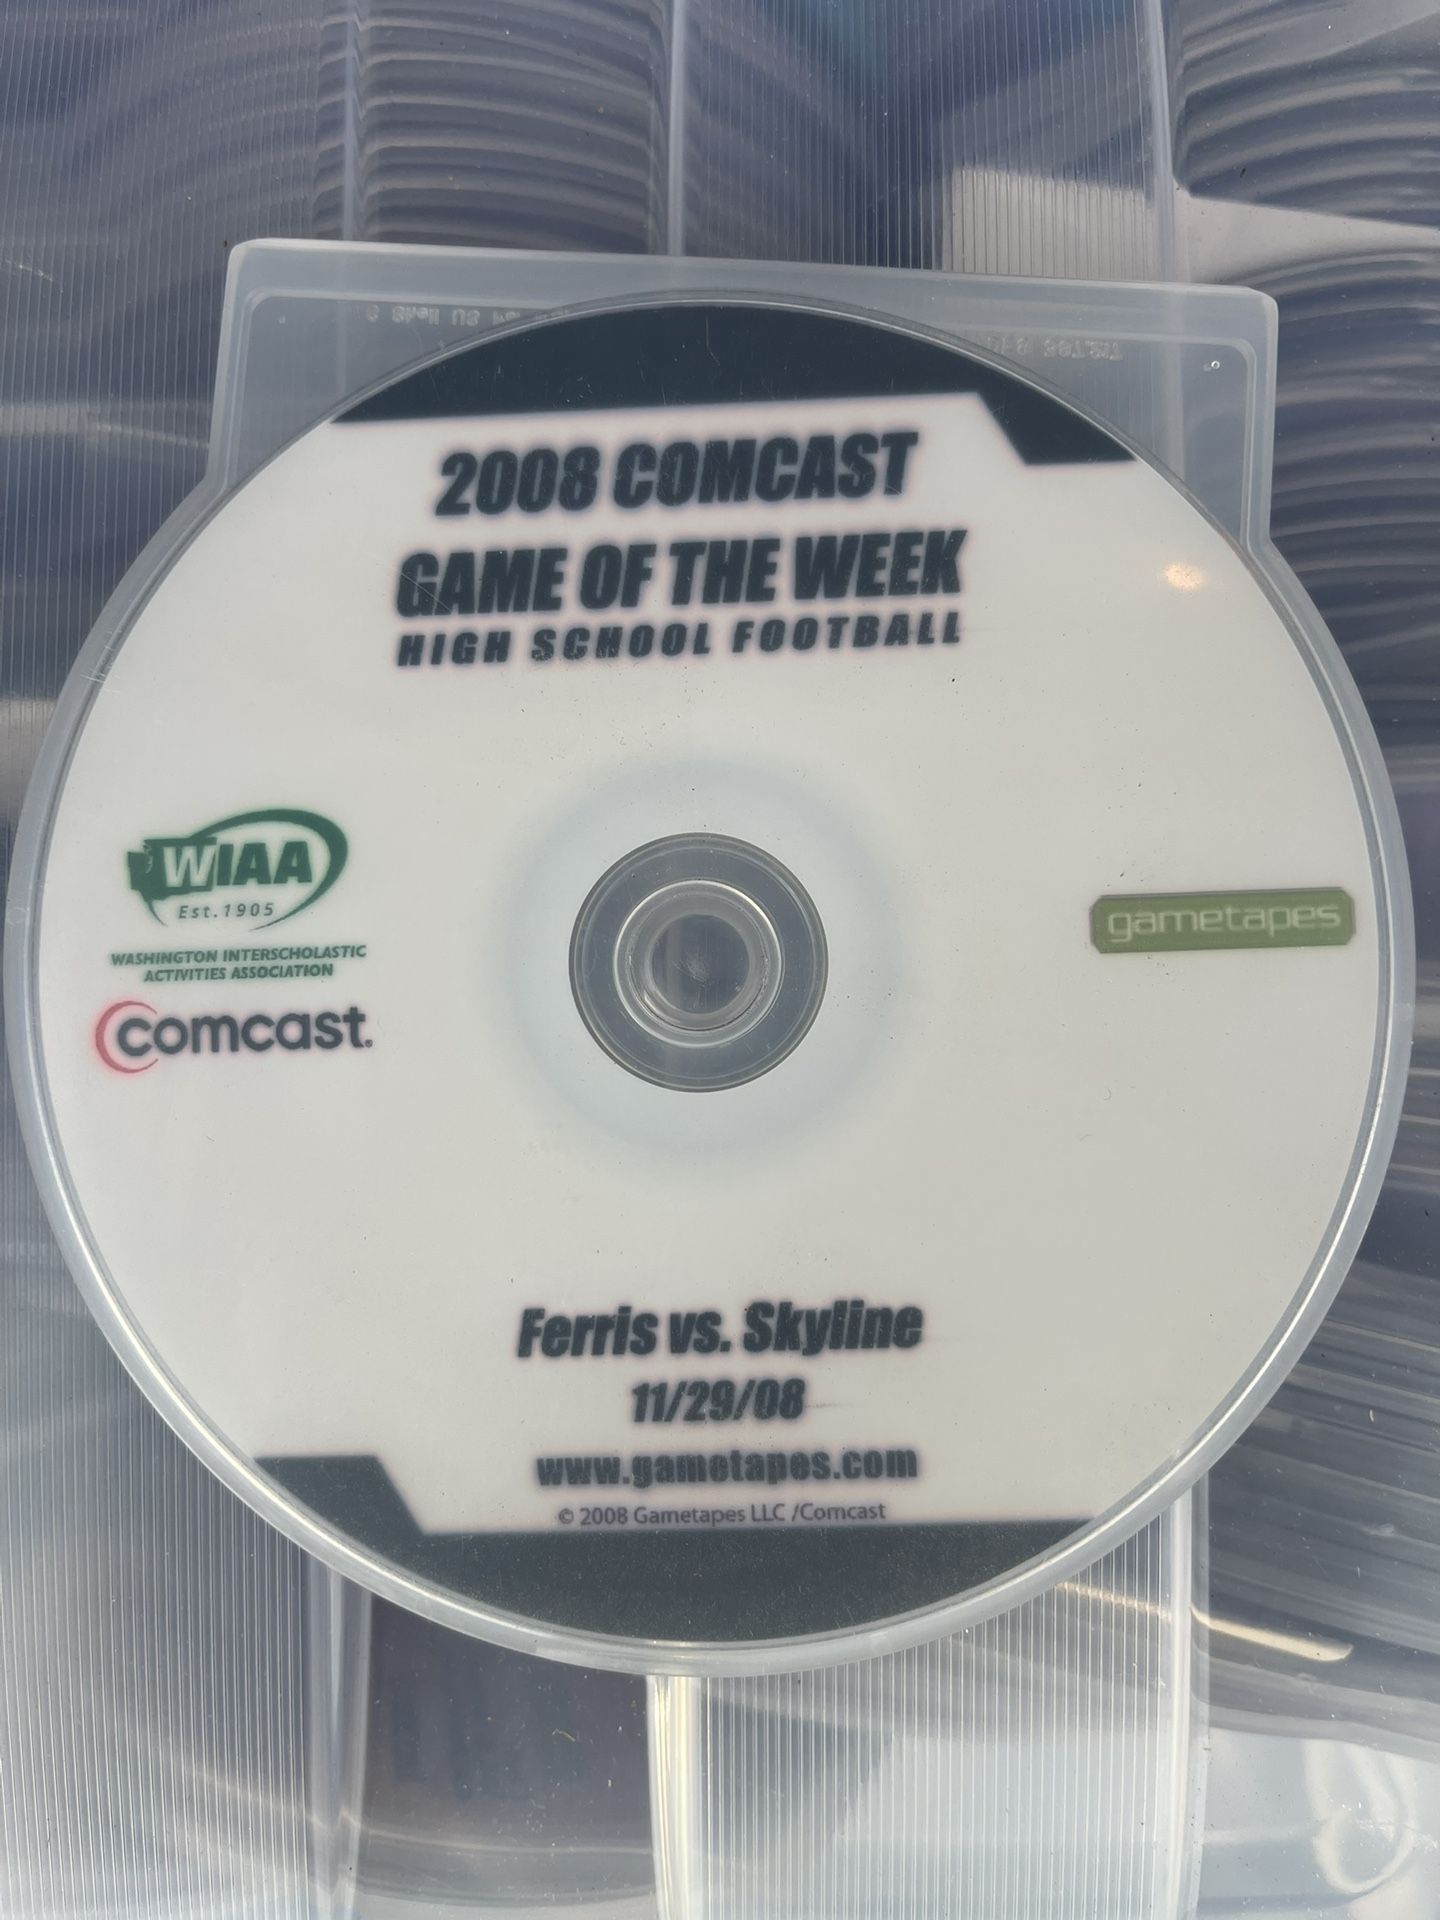 2008 COMCAST
GAME OF THE WEEK
HIGH SCHOOL FOOTBALL
WIAA
Est.1905
WASHINGTON INTERSCHOLASTIC
ACTIVITIES ASSOCIATION
comcast.
gametapes
Ferris vs. Skyline
11/29/08
www.gametapes.com
© 2008 Gametapes LLC /Comcast